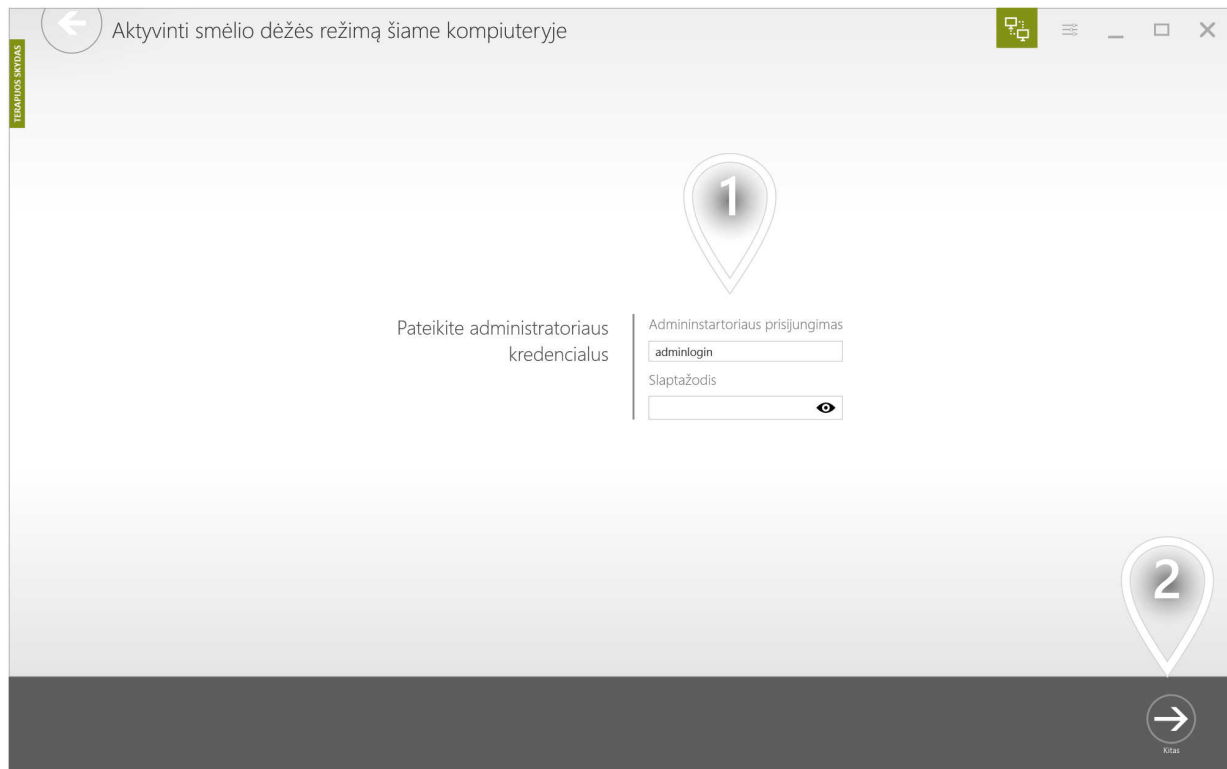 Aktyvinti smėlio dėžės režimą šiame kompiuteryje
TERAPIJOS SKYDAS
1
Pateikite administratoriaus
kredencialus
Admininstartoriaus prisijungimas
adminlogin
Slaptažodis
2
Kitas